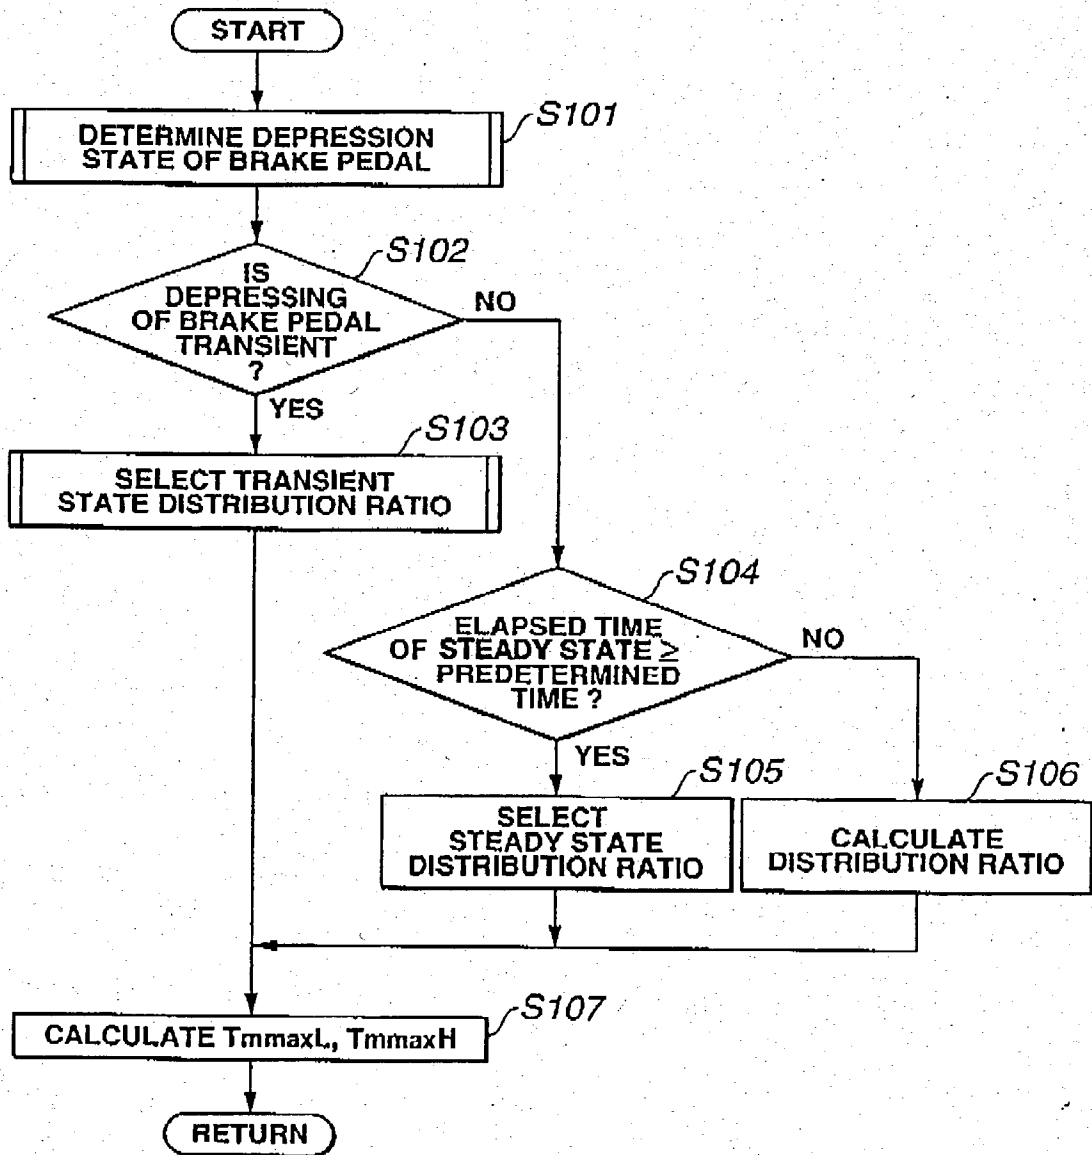 START
S101
DETERMINE DEPRESSION
STATE OF BRAKE PEDAL
S102
IS
DEPRESSING
OF BRAKE PEDAL
TRANSIENT
?
NO
YES
S103
SELECT TRANSIENT
STATE DISTRIBUTION RATIO
S104
ELAPSED TIME
OF STEADY STATE ≥
PREDETERMINED
TIME ?
NO
YES
S105
SELECT
STEADY STATE
DISTRIBUTION RATIO
S106
CALCULATE
DISTRIBUTION RATIO
S107
CALCULATE TmmaxL, TmmaxH
RETURN